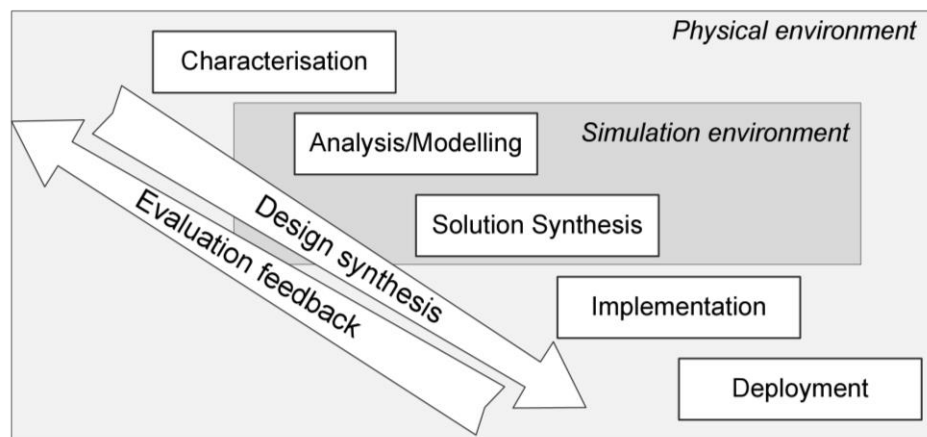 Physical environment
Characterisation
Simulation environment
Analysis/Modelling
Solution Synthesis
Design synthesis
Evaluation feedback
Implementation
Deployment